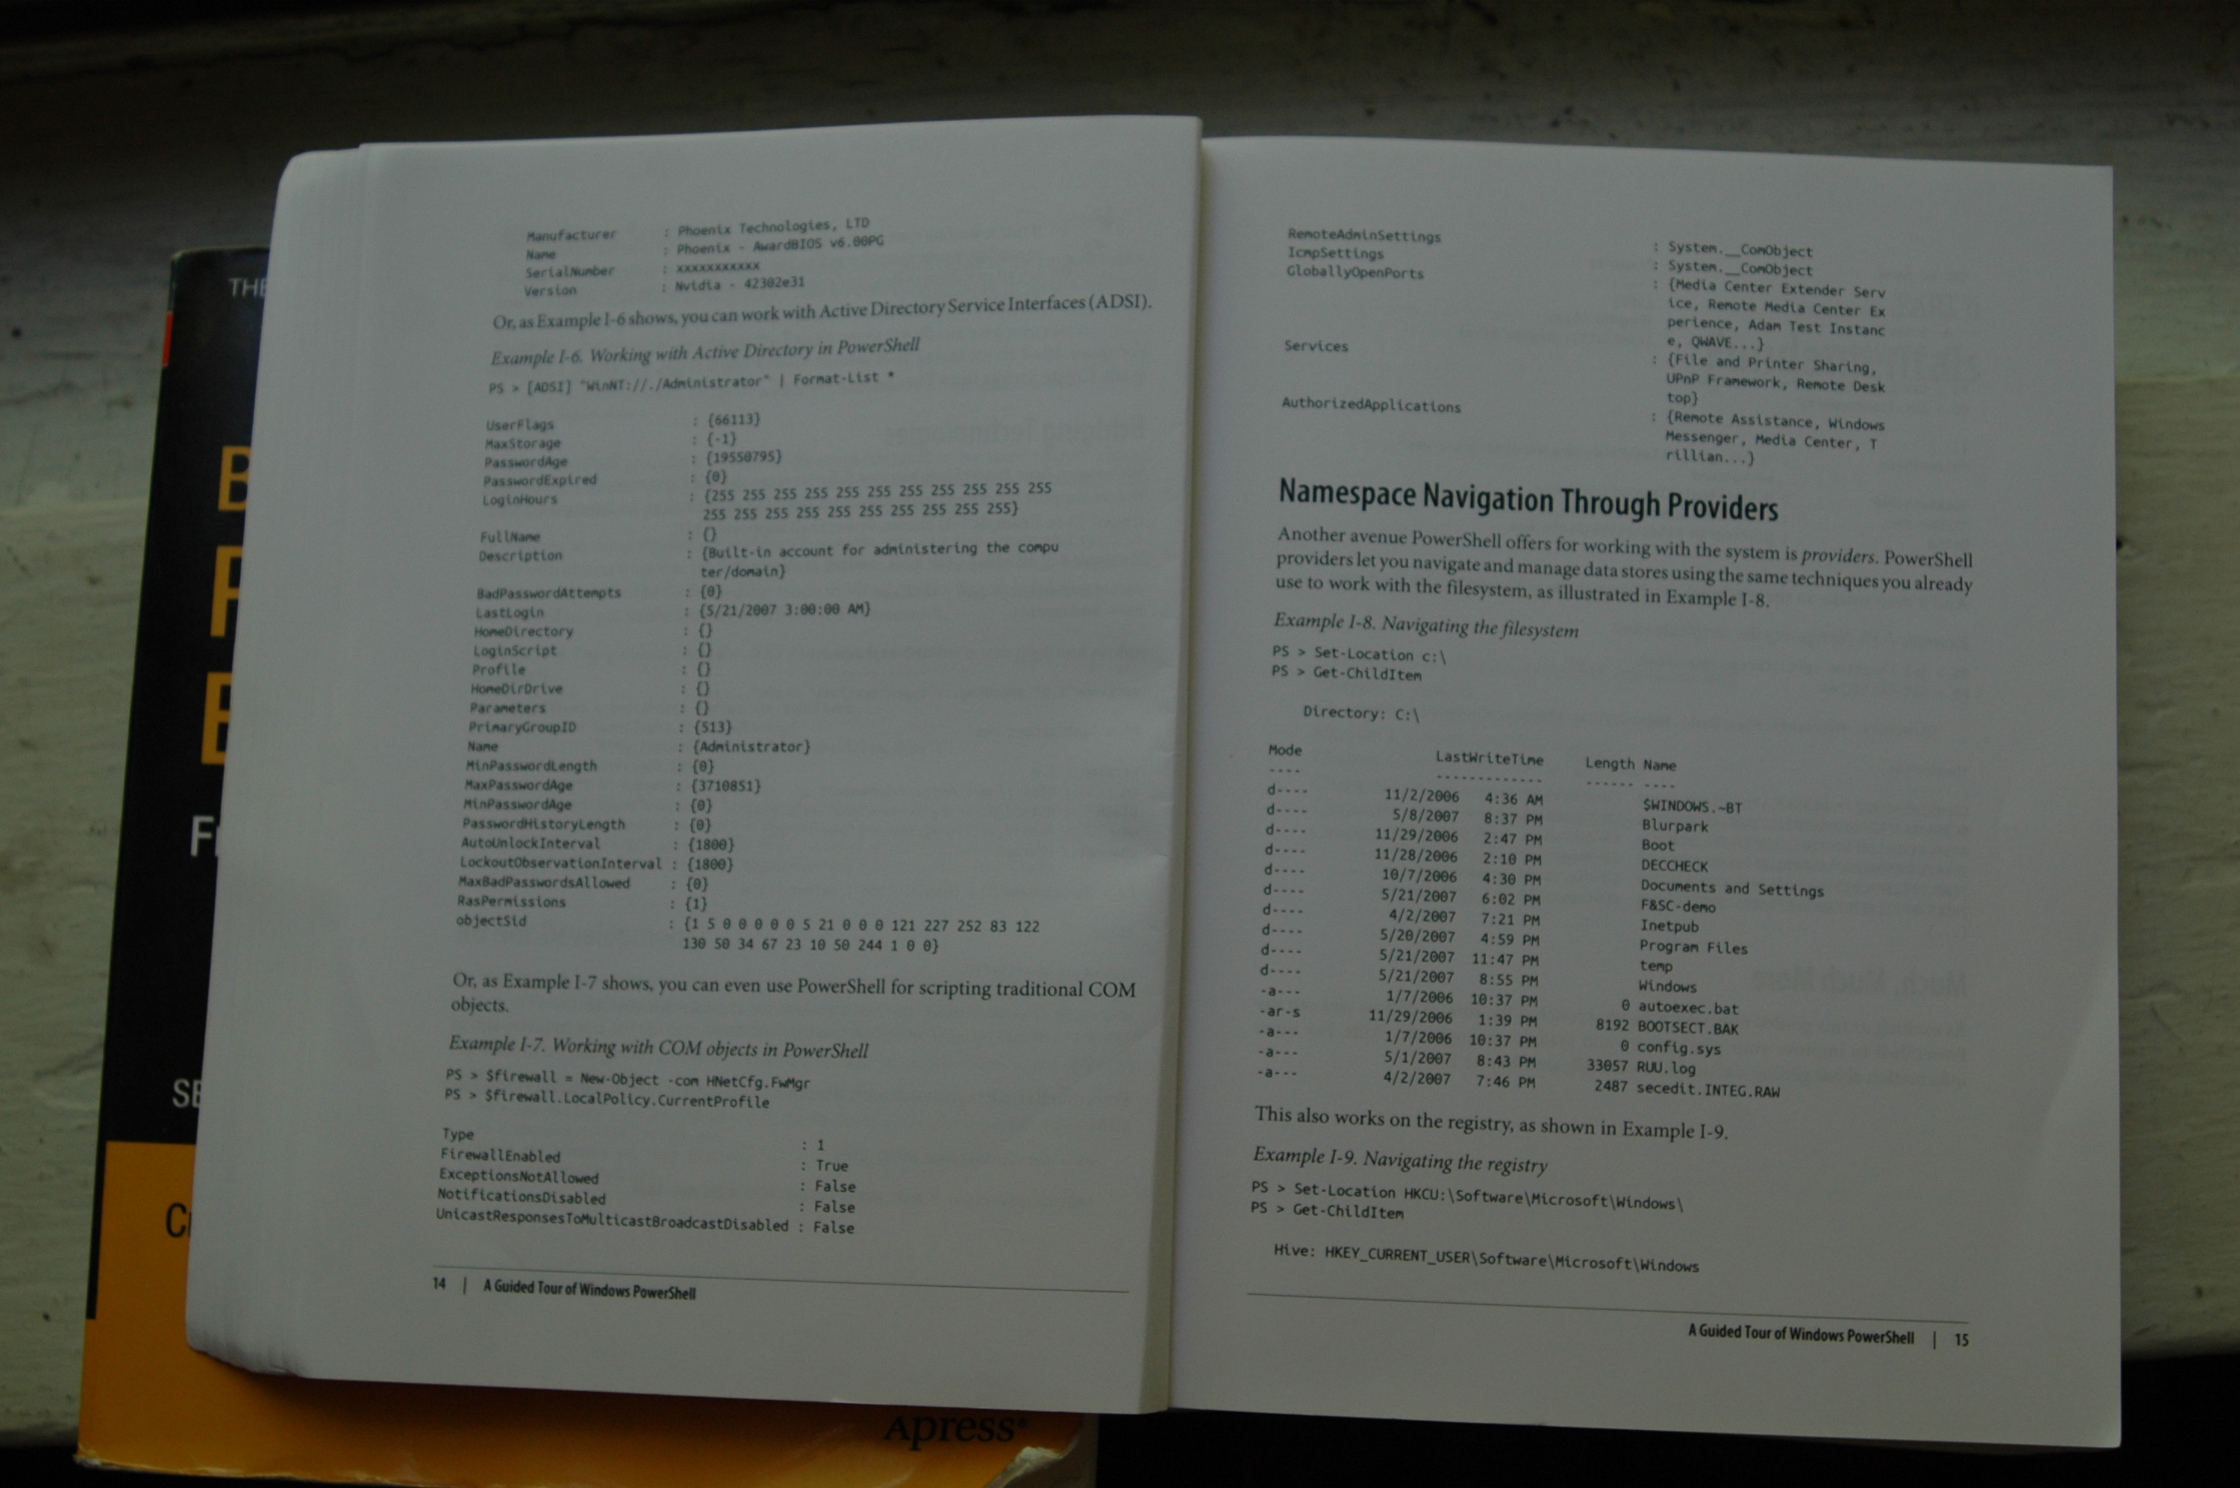 Manufacturer : Phoenix Technologies, LTD
Name : Phoenix - AwardBIOS v6.00PG
SerialNumber : xxxxxxxxxxx
Version : Nvidia - 42302e31
Or, as Example I-6 shows, you can work with Active Directory Service Interfaces (ADSI).
Example I-6. Working with Active Directory in PowerShell
PS > [ADSI] "WinNT://./Administrator" | Format-List *
UserFlags : {66113}
MaxStorage : {-1}
PasswordAge : {19550795}
PasswordExpired : {0}
LoginHours : {255 255 255 255 255 255 255 255 255 255 255
255 255 255 255 255 255 255 255 255 255}
FullName : {}
Description : {Built-in account for administering the compu
ter/domain}
BadPasswordAttempts : {0}
LastLogin : {5/21/2007 3:00:00 AM}
HomeDirectory : {}
LoginScript : {}
Profile : {}
HomeDirDrive : {}
Parameters : {}
PrimaryGroupID : {513}
Name : {Administrator}
MinPasswordLength : {0}
MaxPasswordAge : {3710851}
MinPasswordAge : {0}
PasswordHistoryLength : {0}
AutoUnlockInterval : {1800}
LockoutObservationInterval : {1800}
MaxBadPasswordsAllowed : {0}
RasPermissions : {1}
objectSid : {1 5 0 0 0 0 0 5 21 0 0 0 121 227 252 83 122
130 50 34 67 23 10 50 244 1 0 0}
Or, as Example I-7 shows, you can even use PowerShell for scripting traditional COM
objects.
Example I-7. Working with COM objects in PowerShell
PS > $firewall = New-Object -com HNetCfg.FwMgr
PS > $firewall.LocalPolicy.CurrentProfile
Type : 1
FirewallEnabled : True
ExceptionsNotAllowed : False
NotificationsDisabled : False
UnicastResponsesToMulticastBroadcastDisabled : False
14 | A Guided Tour of Windows PowerShell
RemoteAdminSettings : System.__ComObject
IcmpSettings : System.__ComObject
GloballyOpenPorts : {Media Center Extender Serv
ice, Remote Media Center Ex
perience, Adam Test Instanc
e, QWAVE...}
Services : {File and Printer Sharing,
UPnP Framework, Remote Desk
top}
AuthorizedApplications : {Remote Assistance, Windows
Messenger, Media Center, T
rillian...}
Namespace Navigation Through Providers
Another avenue PowerShell offers for working with the system is providers. PowerShell
providers let you navigate and manage data stores using the same techniques you already
use to work with the filesystem, as illustrated in Example I-8.
Example I-8. Navigating the filesystem
PS > Set-Location c:\
PS > Get-ChildItem
Directory: C:\
Mode LastWriteTime Length Name
---- ------------- ------ ----
d---- 11/2/2006 4:36 AM $WINDOWS.~BT
d---- 5/8/2007 8:37 PM Blurpark
d---- 11/29/2006 2:47 PM Boot
d---- 11/28/2006 2:10 PM DECCHECK
d---- 10/7/2006 4:30 PM Documents and Settings
d---- 5/21/2007 6:02 PM F&SC-demo
d---- 4/2/2007 7:21 PM Inetpub
d---- 5/20/2007 4:59 PM Program Files
d---- 5/21/2007 11:47 PM temp
d---- 5/21/2007 8:55 PM Windows
-a--- 1/7/2006 10:37 PM 0 autoexec.bat
-ar-s 11/29/2006 1:39 PM 8192 BOOTSECT.BAK
-a--- 1/7/2006 10:37 PM 0 config.sys
-a--- 5/1/2007 8:43 PM 33057 RUU.log
-a--- 4/2/2007 7:46 PM 2487 secedit.INTEG.RAW
This also works on the registry, as shown in Example I-9.
Example I-9. Navigating the registry
PS > Set-Location HKCU:\Software\Microsoft\Windows\
PS > Get-ChildItem
Hive: HKEY_CURRENT_USER\Software\Microsoft\Windows
A Guided Tour of Windows PowerShell | 15
THE
Apress®